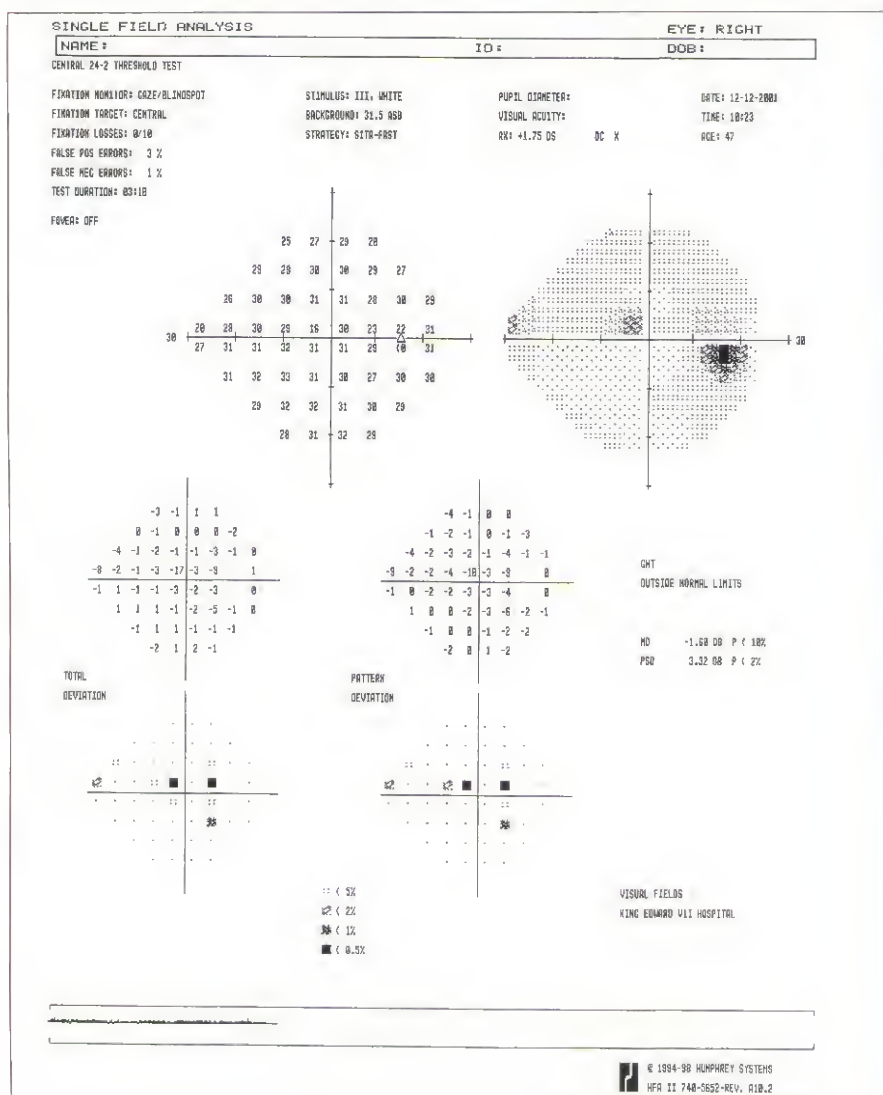 SINGLE FIELD ANALYSIS
EYE: RIGHT
NAME:
ID:
DOB:
CENTRAL 24-2 THRESHOLD TEST
FIXATION MONITOR: GAZE/BLINDSPOT
STIMULUS: III, WHITE
PUPIL DIAMETER:
DATE: 12-12-2001
FIXATION TARGET: CENTRAL
BACKGROUND: 31.5 ASB
VISUAL ACUITY:
TIME: 10:23
FIXATION LOSSES: 0/10
STRATEGY: SITA-FAST
RX: +1.75 DS DC X
AGE: 47
FALSE POS ERRORS: 3 %
FALSE NEG ERRORS: 1 %
TEST DURATION: 03:18
FOVEA: OFF
25 27 29 28
29 29 30 30 29 27
26 30 30 31 31 28 30 29
20 28 30 29 16 30 23 22 31
30
30
27 31 31 32 31 31 29 <0 31
31 32 33 31 30 27 30 30
29 32 32 31 30 29
28 31 32 29
-3 -1 1 1
0 -1 0 0 0 -2
-4 -1 -2 -1 -1 -3 -1 0
-8 -2 -1 -3 -17 -3 -9 1
-1 1 -1 -1 -3 -2 -3 0
1 1 1 -1 -2 -5 -1 0
-1 1 1 -1 -1 -1
-2 1 2 -1
TOTAL
DEVIATION
-4 -1 0 0
-1 -2 -1 0 -1 -3
-4 -2 -3 -2 -1 -4 -1 -1
-9 -2 -2 -4 -18 -3 -9 0
-1 0 -2 -2 -3 -3 -4 0
1 0 0 -2 -3 -6 -2 -1
-1 0 0 -1 -2 -2
-2 0 1 -2
PATTERN
DEVIATION
GHT
OUTSIDE NORMAL LIMITS
MD -1.60 DB P < 10%
PSD 3.32 DB P < 2%
< 5%
< 2%
< 1%
< 0.5%
VISUAL FIELDS
KING EDWARD VII HOSPITAL
© 1994-98 HUMPHREY SYSTEMS
HFA II 740-5652-REV. A10.2